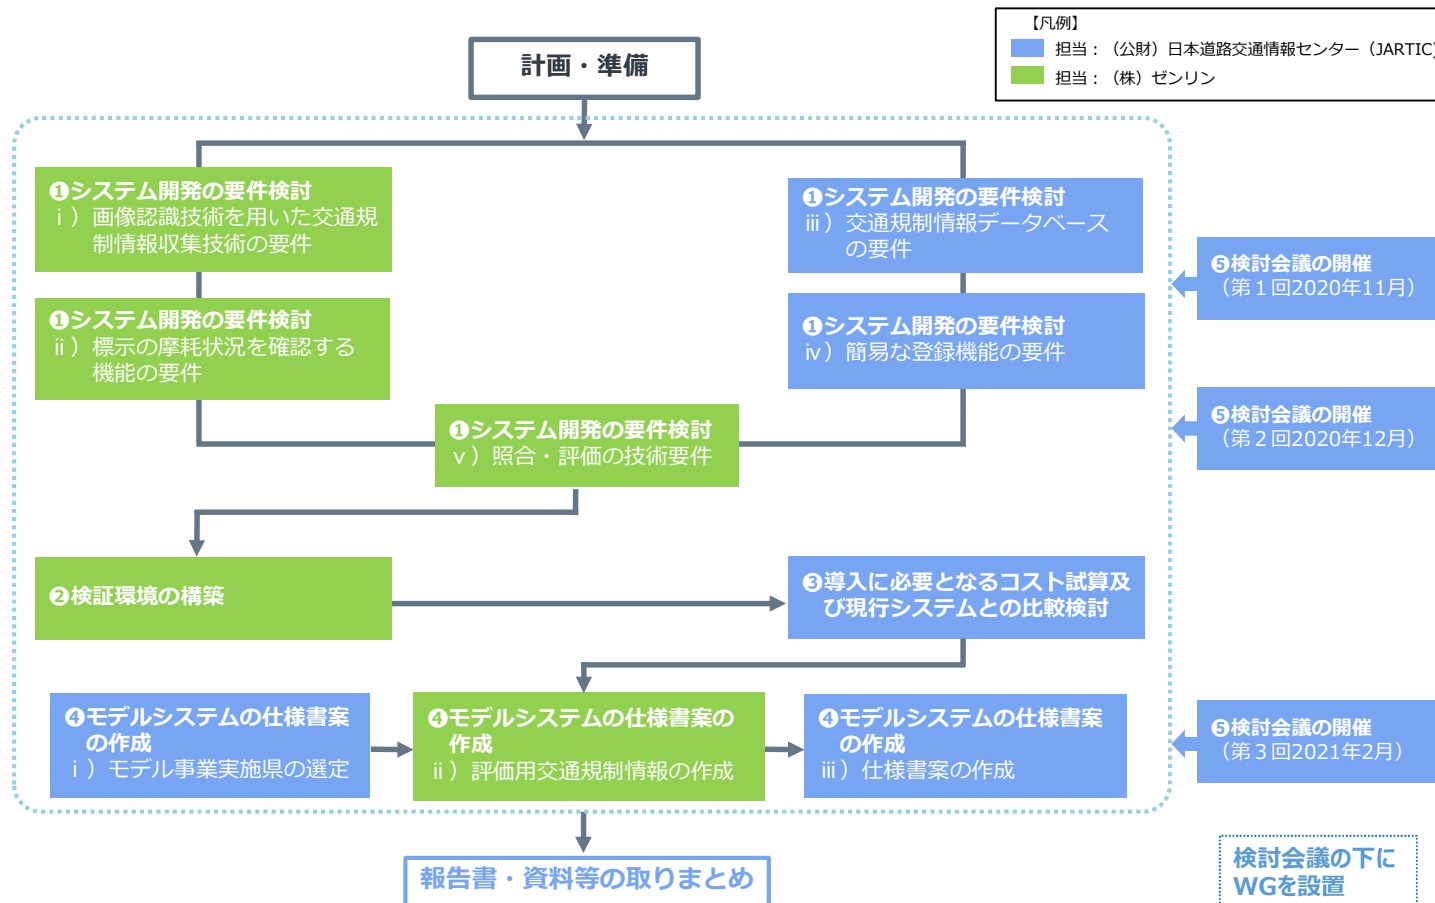 【凡例】
担当：（公財）日本道路交通情報センター（JARTIC)
担当：（株）ゼンリン
計画・準備
❶システム開発の要件検討
ⅰ）画像認識技術を用いた交通規
制情報収集技術の要件
❶システム開発の要件検討
ⅲ）交通規制情報データベース
の要件
❺検討会議の開催
（第１回2020年11月）
❶システム開発の要件検討
ⅱ）標示の摩耗状況を確認する
機能の要件
❶システム開発の要件検討
ⅳ）簡易な登録機能の要件
❺検討会議の開催
（第２回2020年12月）
❶システム開発の要件検討
ⅴ）照合・評価の技術要件
❷検証環境の構築
❸導入に必要となるコスト試算及
び現行システムとの比較検討
❹モデルシステムの仕様書案
の作成
ⅰ）モデル事業実施県の選定
❹モデルシステムの仕様書案の
作成
ⅱ）評価用交通規制情報の作成
❹モデルシステムの仕様書案
の作成
ⅲ）仕様書案の作成
❺検討会議の開催
（第３回2021年2月）
報告書・資料等の取りまとめ
検討会議の下に
WGを設置